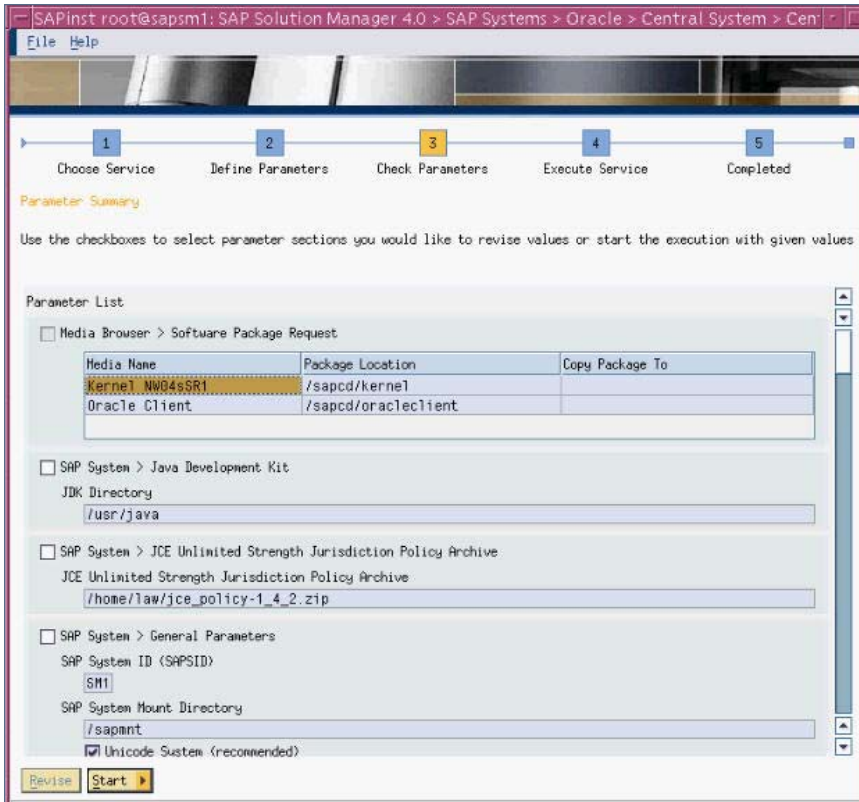 SAPinst root@sapsm1: SAP Solution Manager 4.0 > SAP Systems > Oracle > Central System > Cen
File Help
1 2 3 4 5
Choose Service Define Parameters Check Parameters Execute Service Completed
Parameter Summary
Use the checkboxes to select parameter sections you would like to revise values or start the execution with given values
Parameter List
Media Browser > Software Package Request
Media Name Package Location Copy Package To
Kernel NW04sSR1 /sapcd/kernel
Oracle Client /sapcd/oracleclient
SAP System > Java Development Kit
JDK Directory
/usr/java
SAP System > JCE Unlimited Strength Jurisdiction Policy Archive
JCE Unlimited Strength Jurisdiction Policy Archive
/home/law/jce_policy-1_4_2.zip
SAP System > General Parameters
SAP System ID (SAPSID)
SM1
SAP System Mount Directory
/sapmnt
Unicode System (recommended)
Revise Start